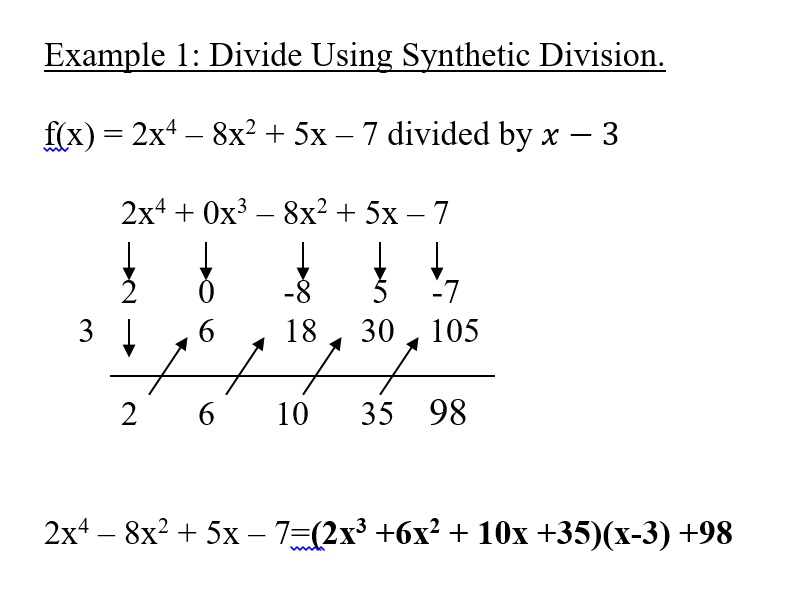 Example 1: Divide Using Synthetic Division.
f(x) = 2x⁴ – 8x² + 5x – 7 divided by 𝑥 − 3
2x⁴ + 0x³ – 8x² + 5x – 7
2 0 -8 5 -7
3 6 18 30 105
2 6 10 35 98
2x⁴ – 8x² + 5x – 7=(2x³ +6x² + 10x +35)(x-3) +98